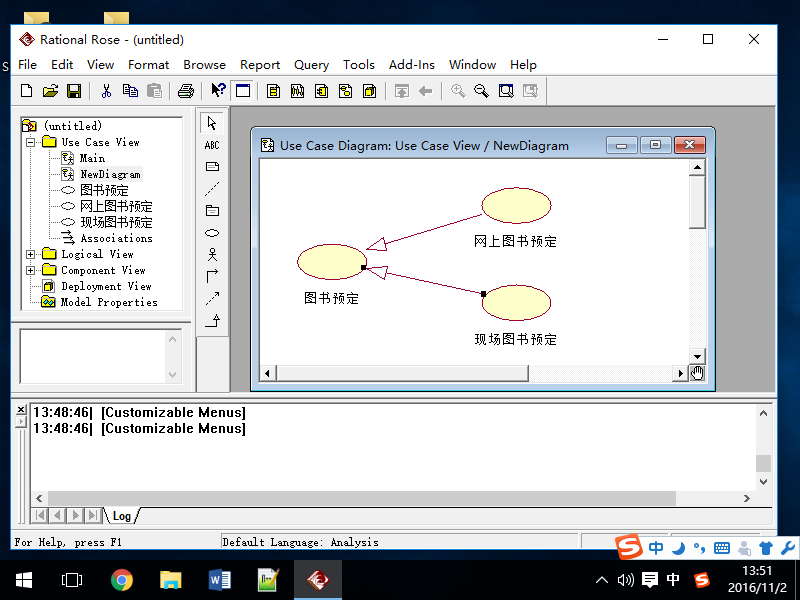 Rational Rose - (untitled)
File Edit View Format Browse Report Query Tools Add-Ins Window Help
(untitled)
Use Case View
Main
NewDiagram
图书预定
网上图书预定
现场图书预定
Associations
Logical View
Component View
Deployment View
Model Properties
ABC
Use Case Diagram: Use Case View / NewDiagram
网上图书预定
图书预定
现场图书预定
13:48:46| [Customizable Menus]
13:48:46| [Customizable Menus]
Log
For Help, press F1
Default Language: Analysis
S 中
中 S
13:51
2016/11/2